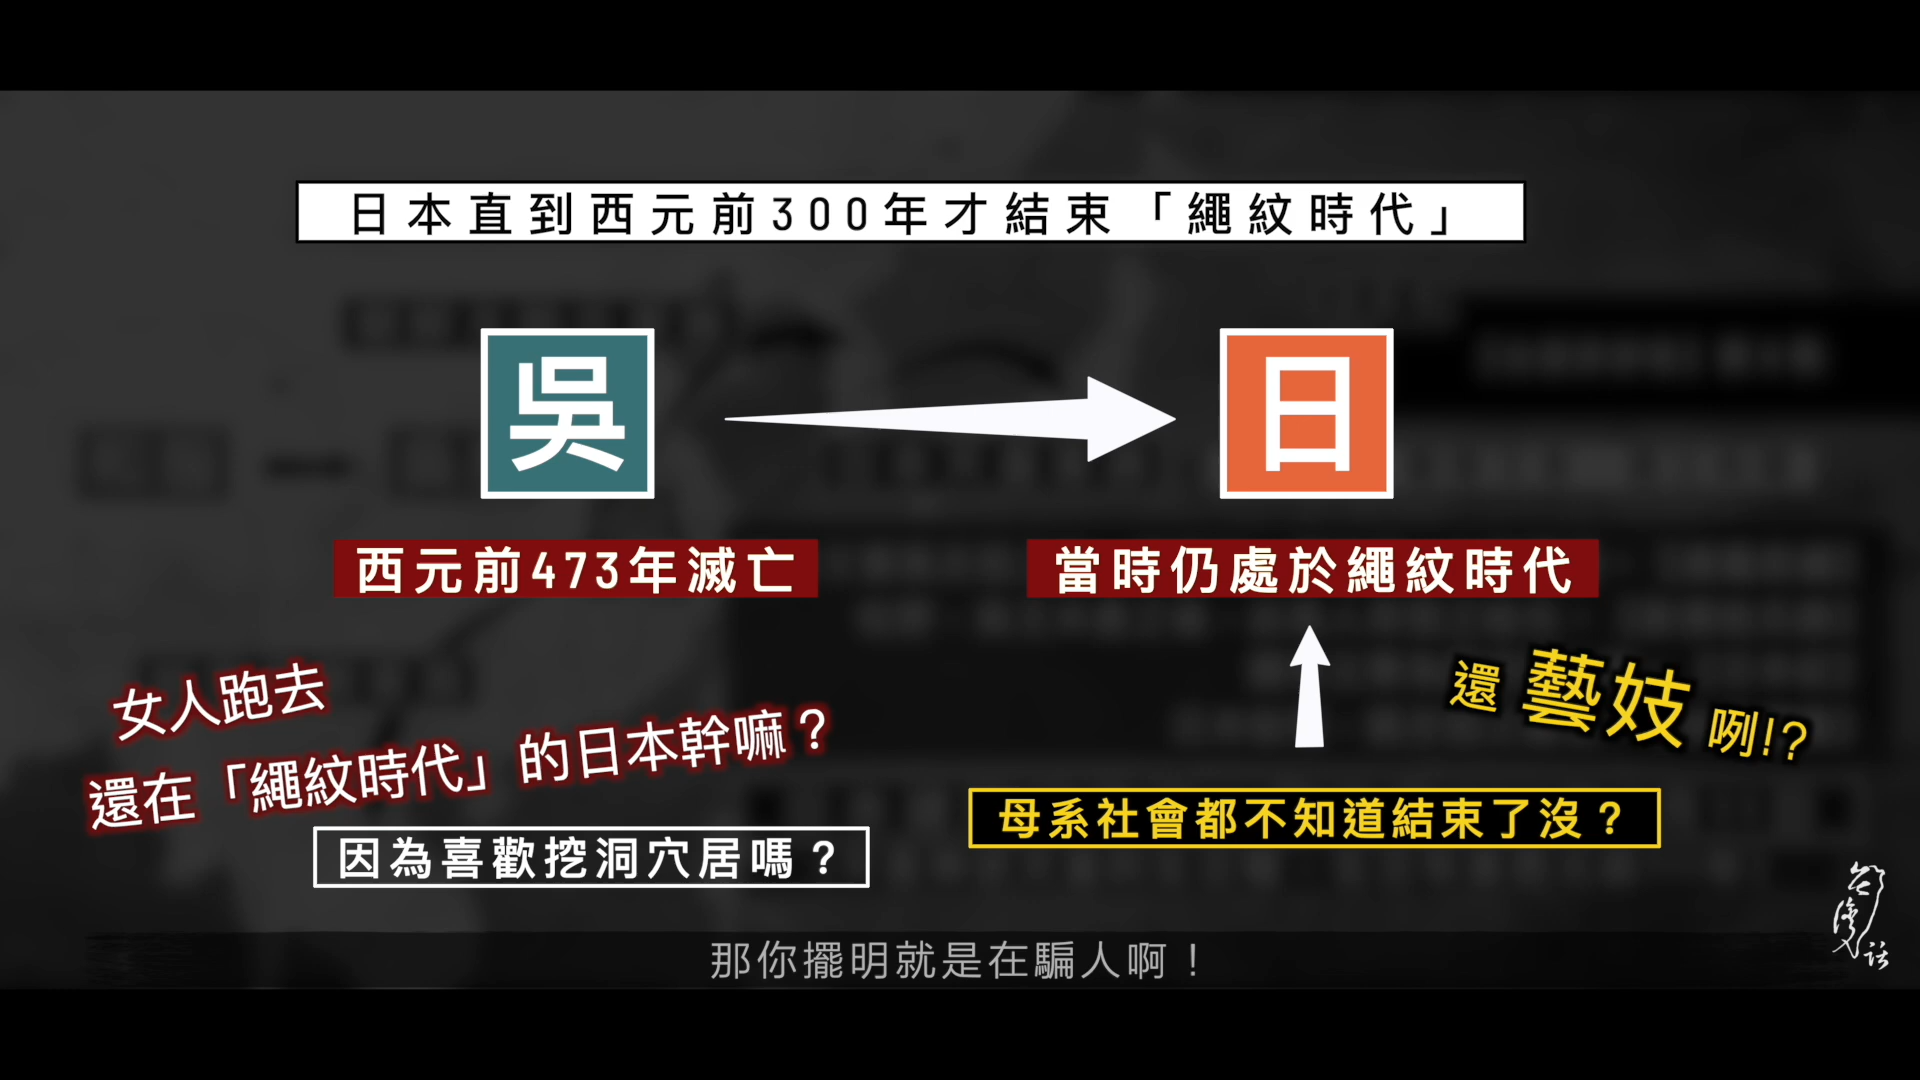 日本直到西元前300年才結束「繩紋時代」
吳
日
西元前473年滅亡
當時仍處於繩紋時代
女人跑去
還在「繩紋時代」的日本幹嘛？
因為喜歡挖洞穴居嗎？
還藝妓咧!?
母系社會都不知道結束了沒？
那你擺明就是在騙人啊！